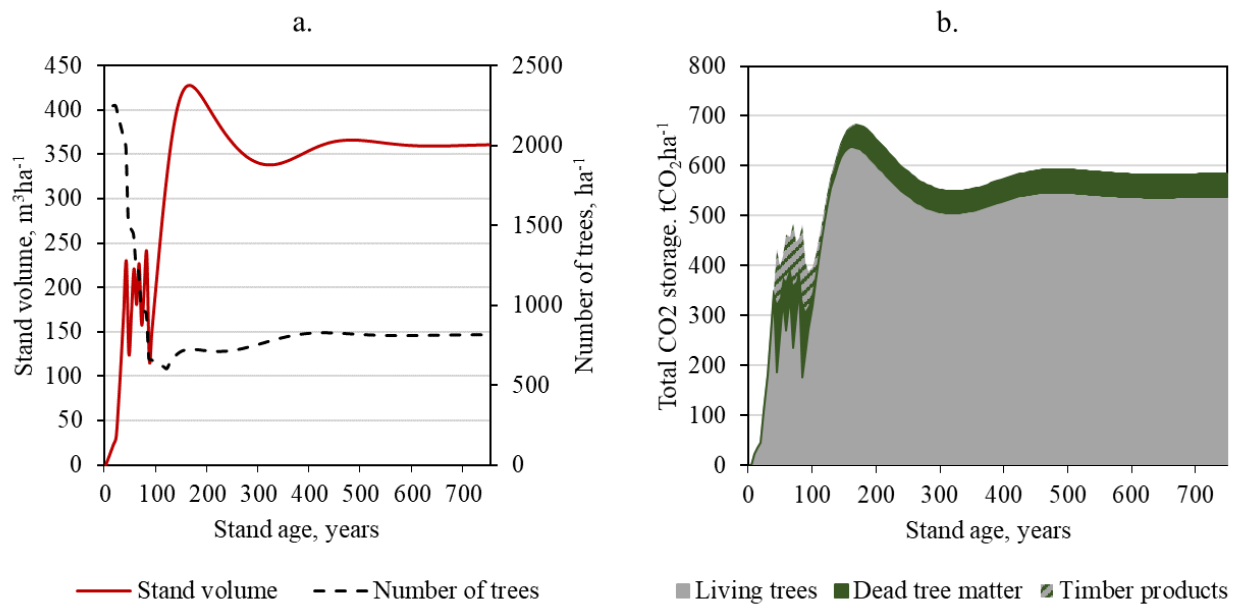 a.
Stand volume, m³ha⁻¹
450
400
350
300
250
200
150
100
50
0
2500
2000
1500
1000
500
0
Number of trees, ha⁻¹
0 100 200 300 400 500 600 700
Stand age, years
Stand volume
Number of trees
b.
Total CO2 storage. tCO₂ha⁻¹
800
700
600
500
400
300
200
100
0
0 100 200 300 400 500 600 700
Stand age, years
Living trees
Dead tree matter
Timber products